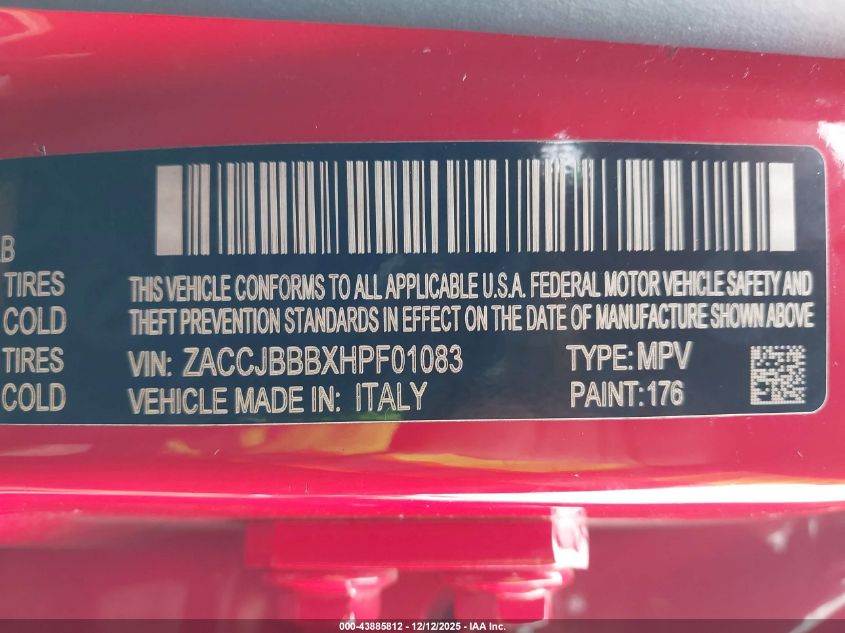 B
TIRES
COLD
TIRES
COLD
THIS VEHICLE CONFORMS TO ALL APPLICABLE U.S.A. FEDERAL MOTOR VEHICLE SAFETY AND
THEFT PREVENTION STANDARDS IN EFFECT ON THE DATE OF MANUFACTURE SHOWN ABOVE
VIN: ZACCJBBBXHPF01083 TYPE: MPV
VEHICLE MADE IN: ITALY PAINT:176
000-43885812 - 12/12/2025 - IAA Inc.